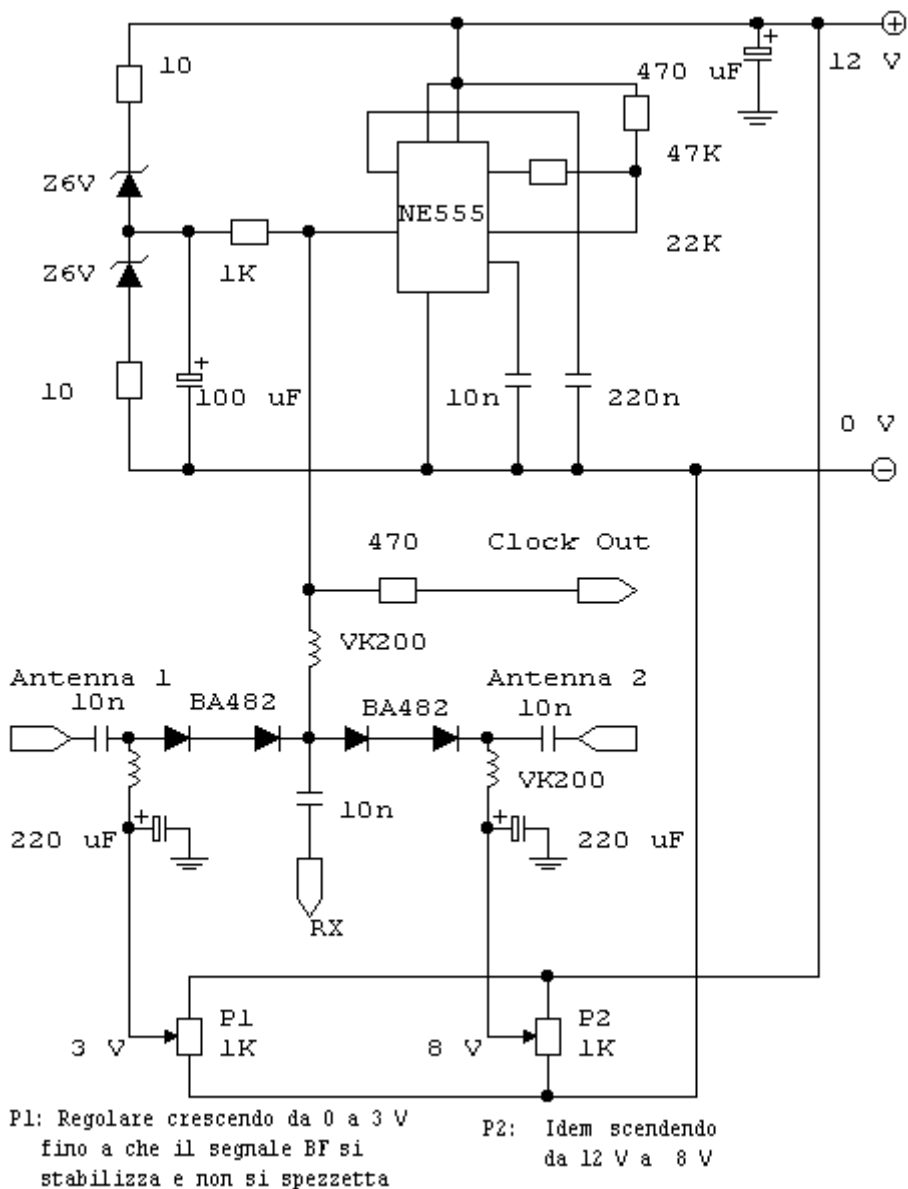 10
470 uF
+
+
12 V
Z6V
47K
NE555
22K
Z6V
1K
+
10
100 uF
10n
220n
0 V
-
470
Clock Out
VK200
Antenna 1
Antenna 2
10n
BA482
BA482
10n
VK200
10n
+
+
220 uF
220 uF
RX
P1
P2
3 V
1K
8 V
1K
P1: Regolare crescendo da 0 a 3 V
fino a che il segnale BF si
stabilizza e non si spezzetta
P2: Idem scendendo
da 12 V a 8 V